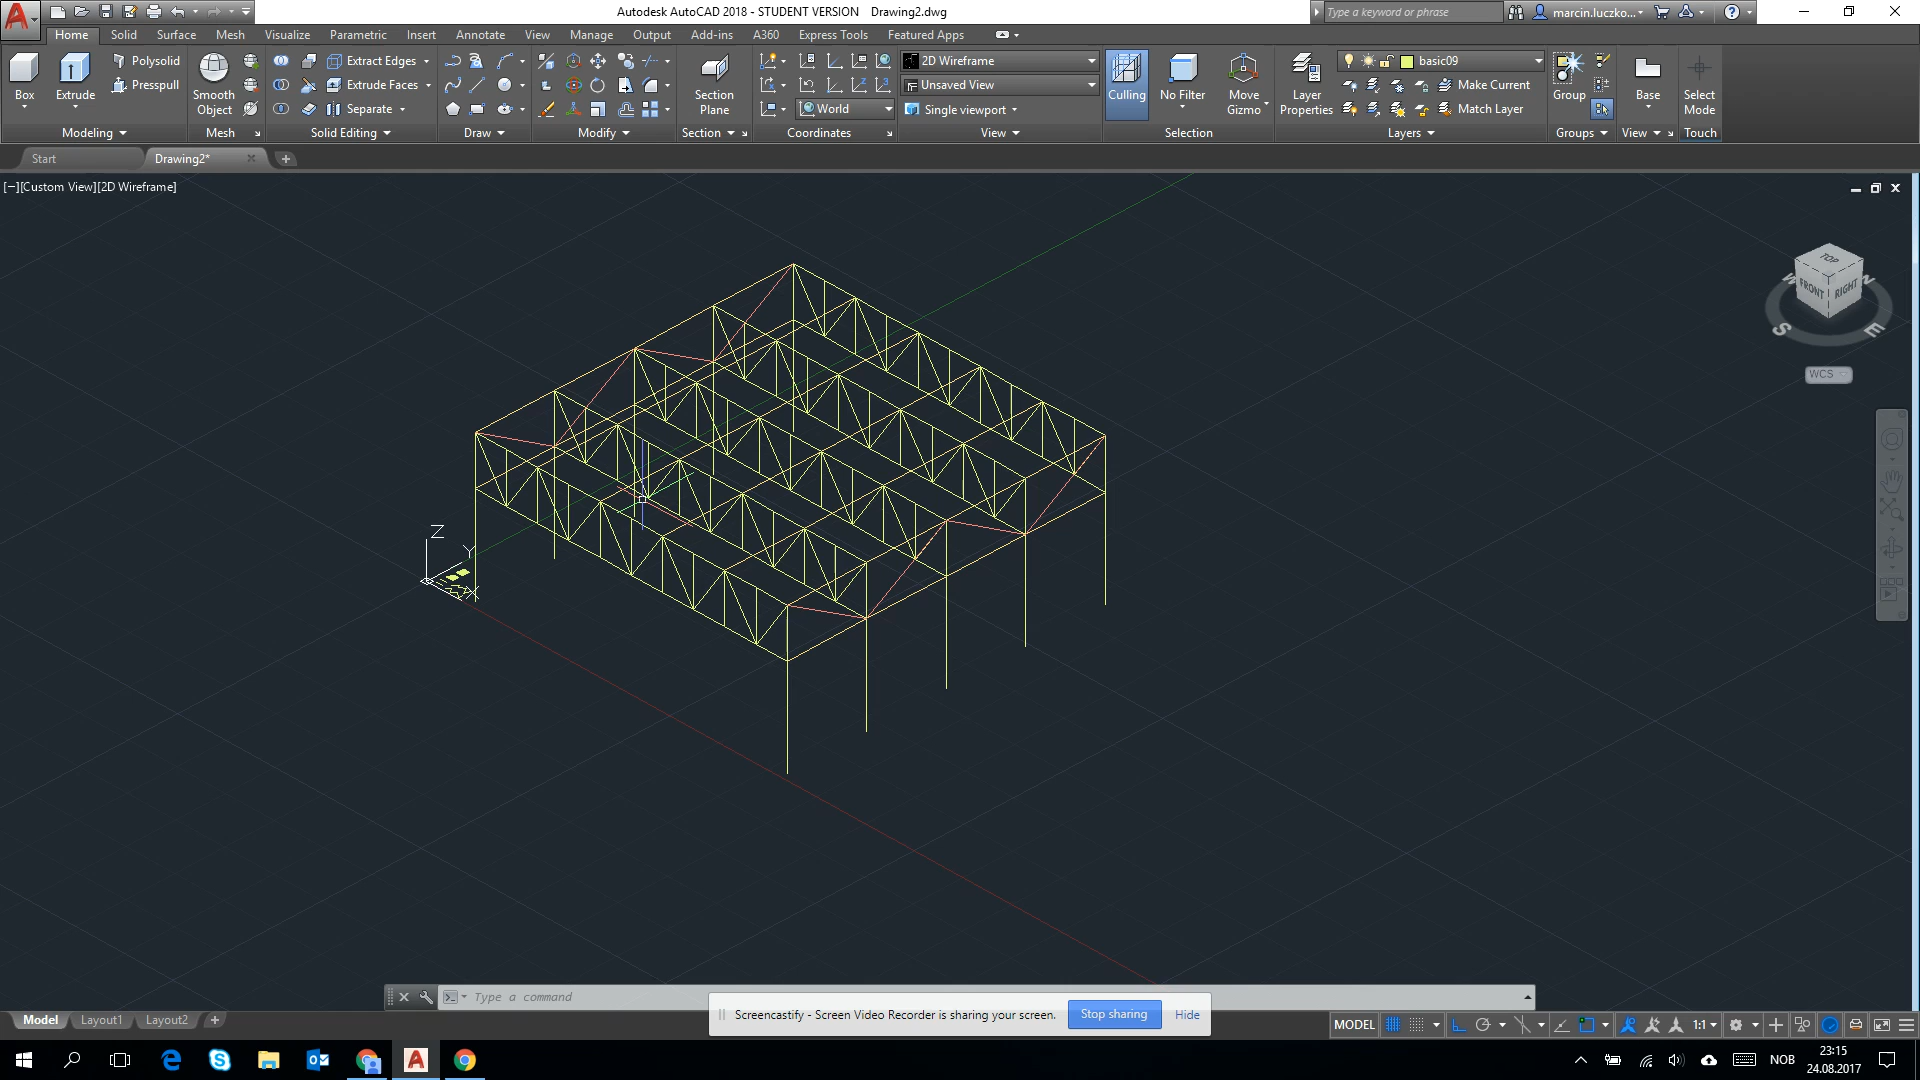 Autodesk AutoCAD 2018 - STUDENT VERSION Drawing2.dwg
Type a keyword or phrase
marcin.luczko...
Home Solid Surface Mesh Visualize Parametric Insert Annotate View Manage Output Add-ins A360 Express Tools Featured Apps
Box
Extrude
Polysolid
Presspull
Modeling
Smooth Object
Mesh
Extract Edges
Extrude Faces
Separate
Solid Editing
Draw
Modify
Section Plane
Section
World
Coordinates
2D Wireframe
Unsaved View
Single viewport
View
Culling
No Filter
Move Gizmo
Selection
Layer Properties
basic09
Make Current
Match Layer
Layers
Group
Groups
Base
View
Select Mode
Touch
Start
Drawing2*
[−][Custom View][2D Wireframe]
TOP
FRONT
RIGHT
W
N
S
E
WCS
Z
Y
X
Type a command
Screencastify - Screen Video Recorder is sharing your screen.
Stop sharing
Hide
Model Layout1 Layout2
MODEL
1:1
NOB
23:15
24.08.2017